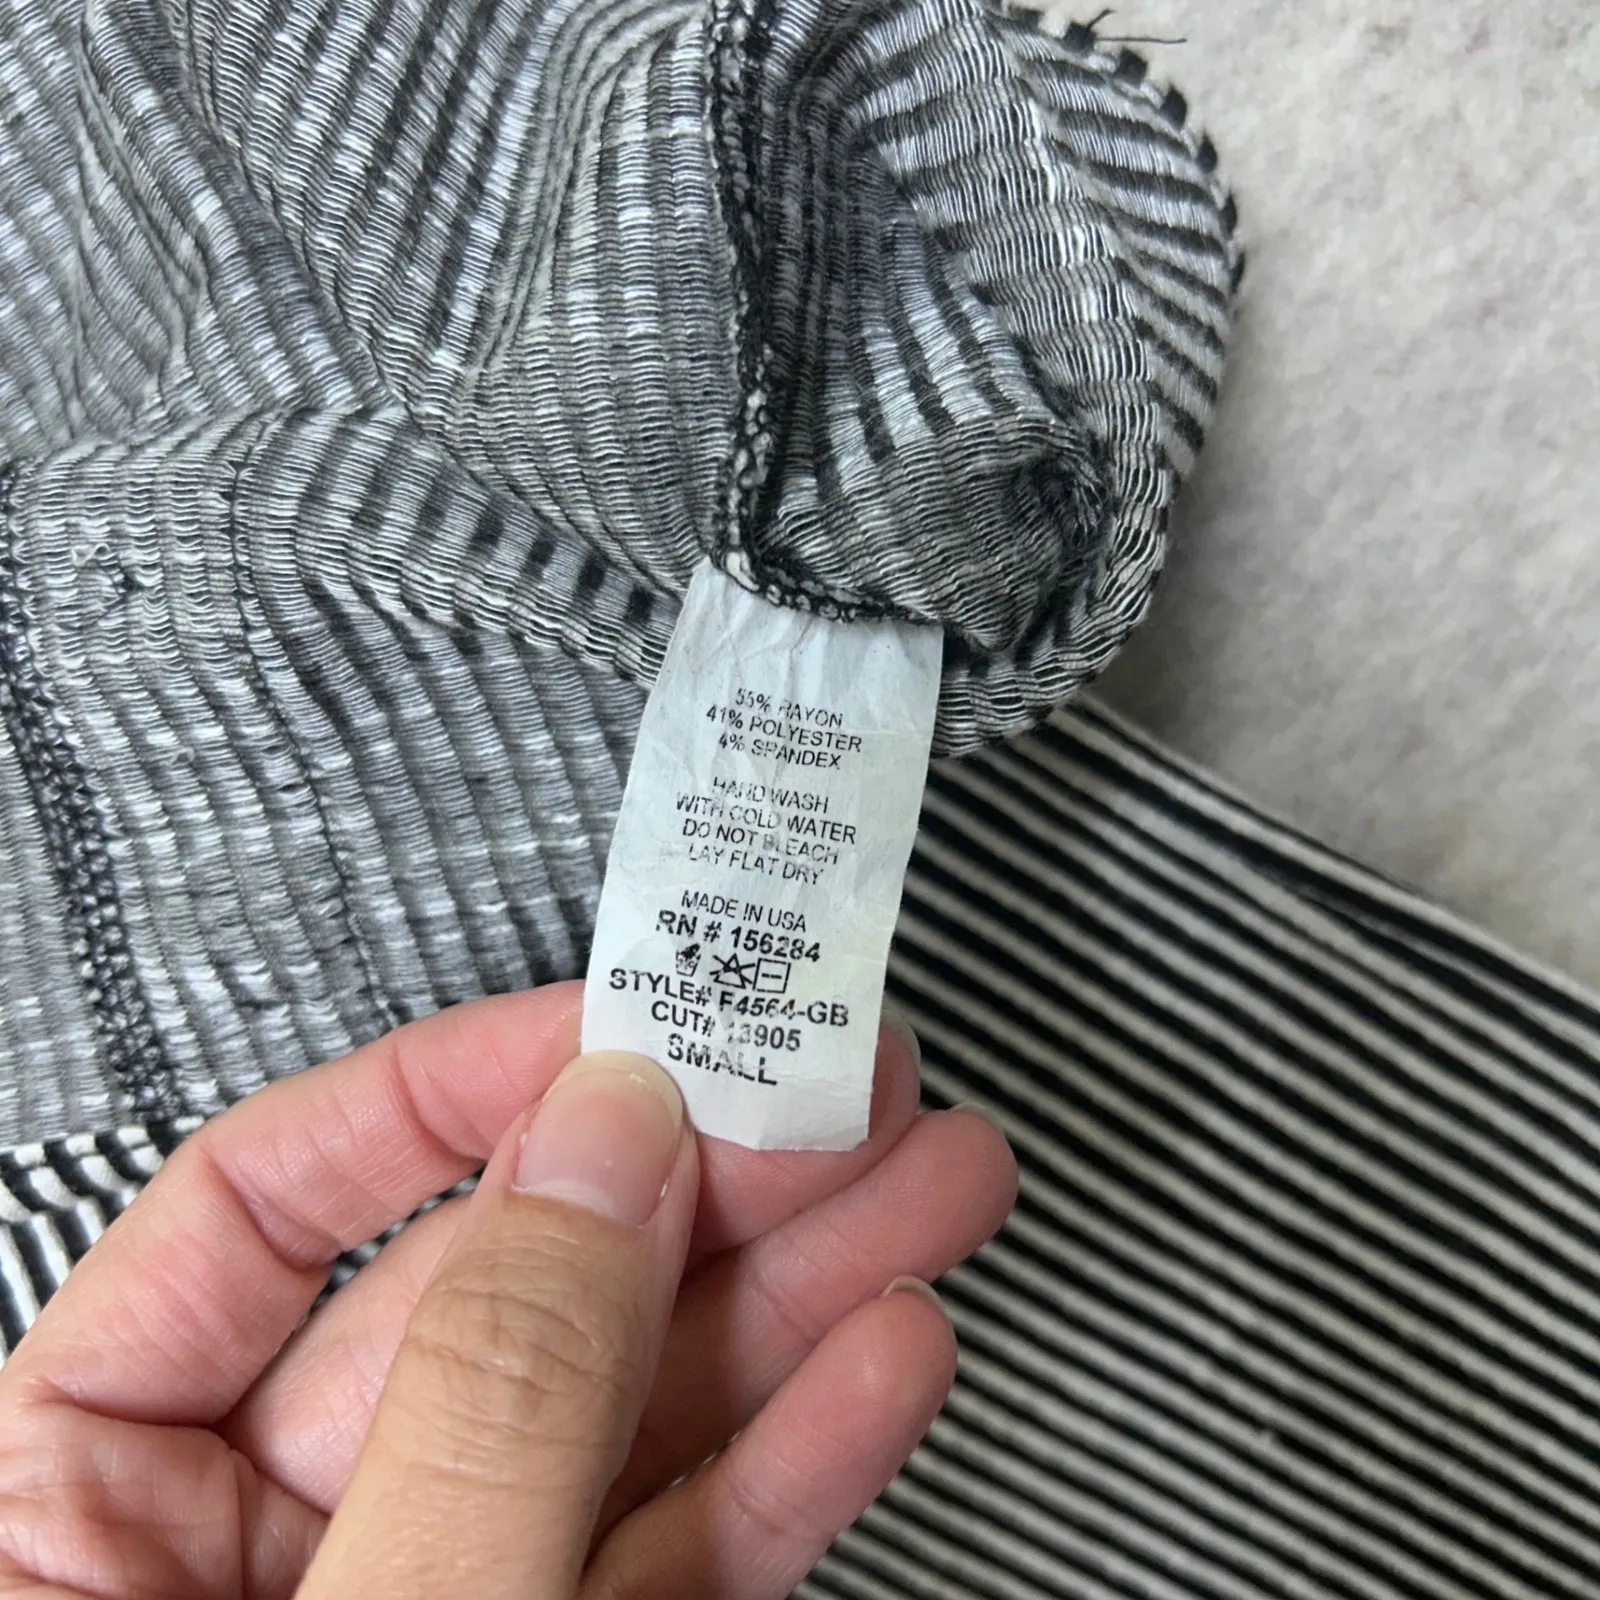 55% RAYON
41% POLYESTER
4% SPANDEX
HAND WASH
WITH COLD WATER
DO NOT BLEACH
LAY FLAT DRY
MADE IN USA
RN # 156284
STYLE# F4564-GB
CUT# 13905
SMALL